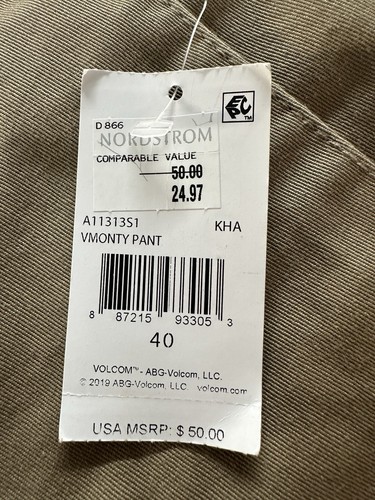 D 866
NORDSTROM
COMPARABLE VALUE
50.00
24.97
A11313S1 KHA
VMONTY PANT
8 87215 93305 3
40
VOLCOM™ - ABG-Volcom, LLC.
© 2019 ABG-Volcom, LLC. volcom.com
USA MSRP: $ 50.00